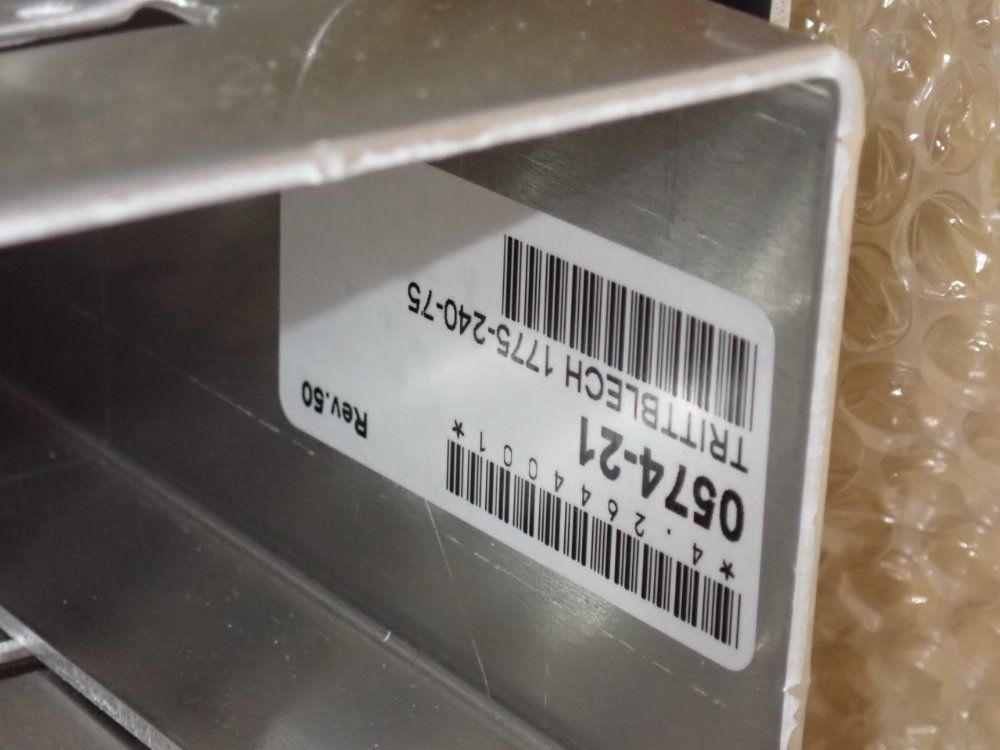 *4.2644001*
0574-21
TRITTBLECH 1775-240-75
Rev.50